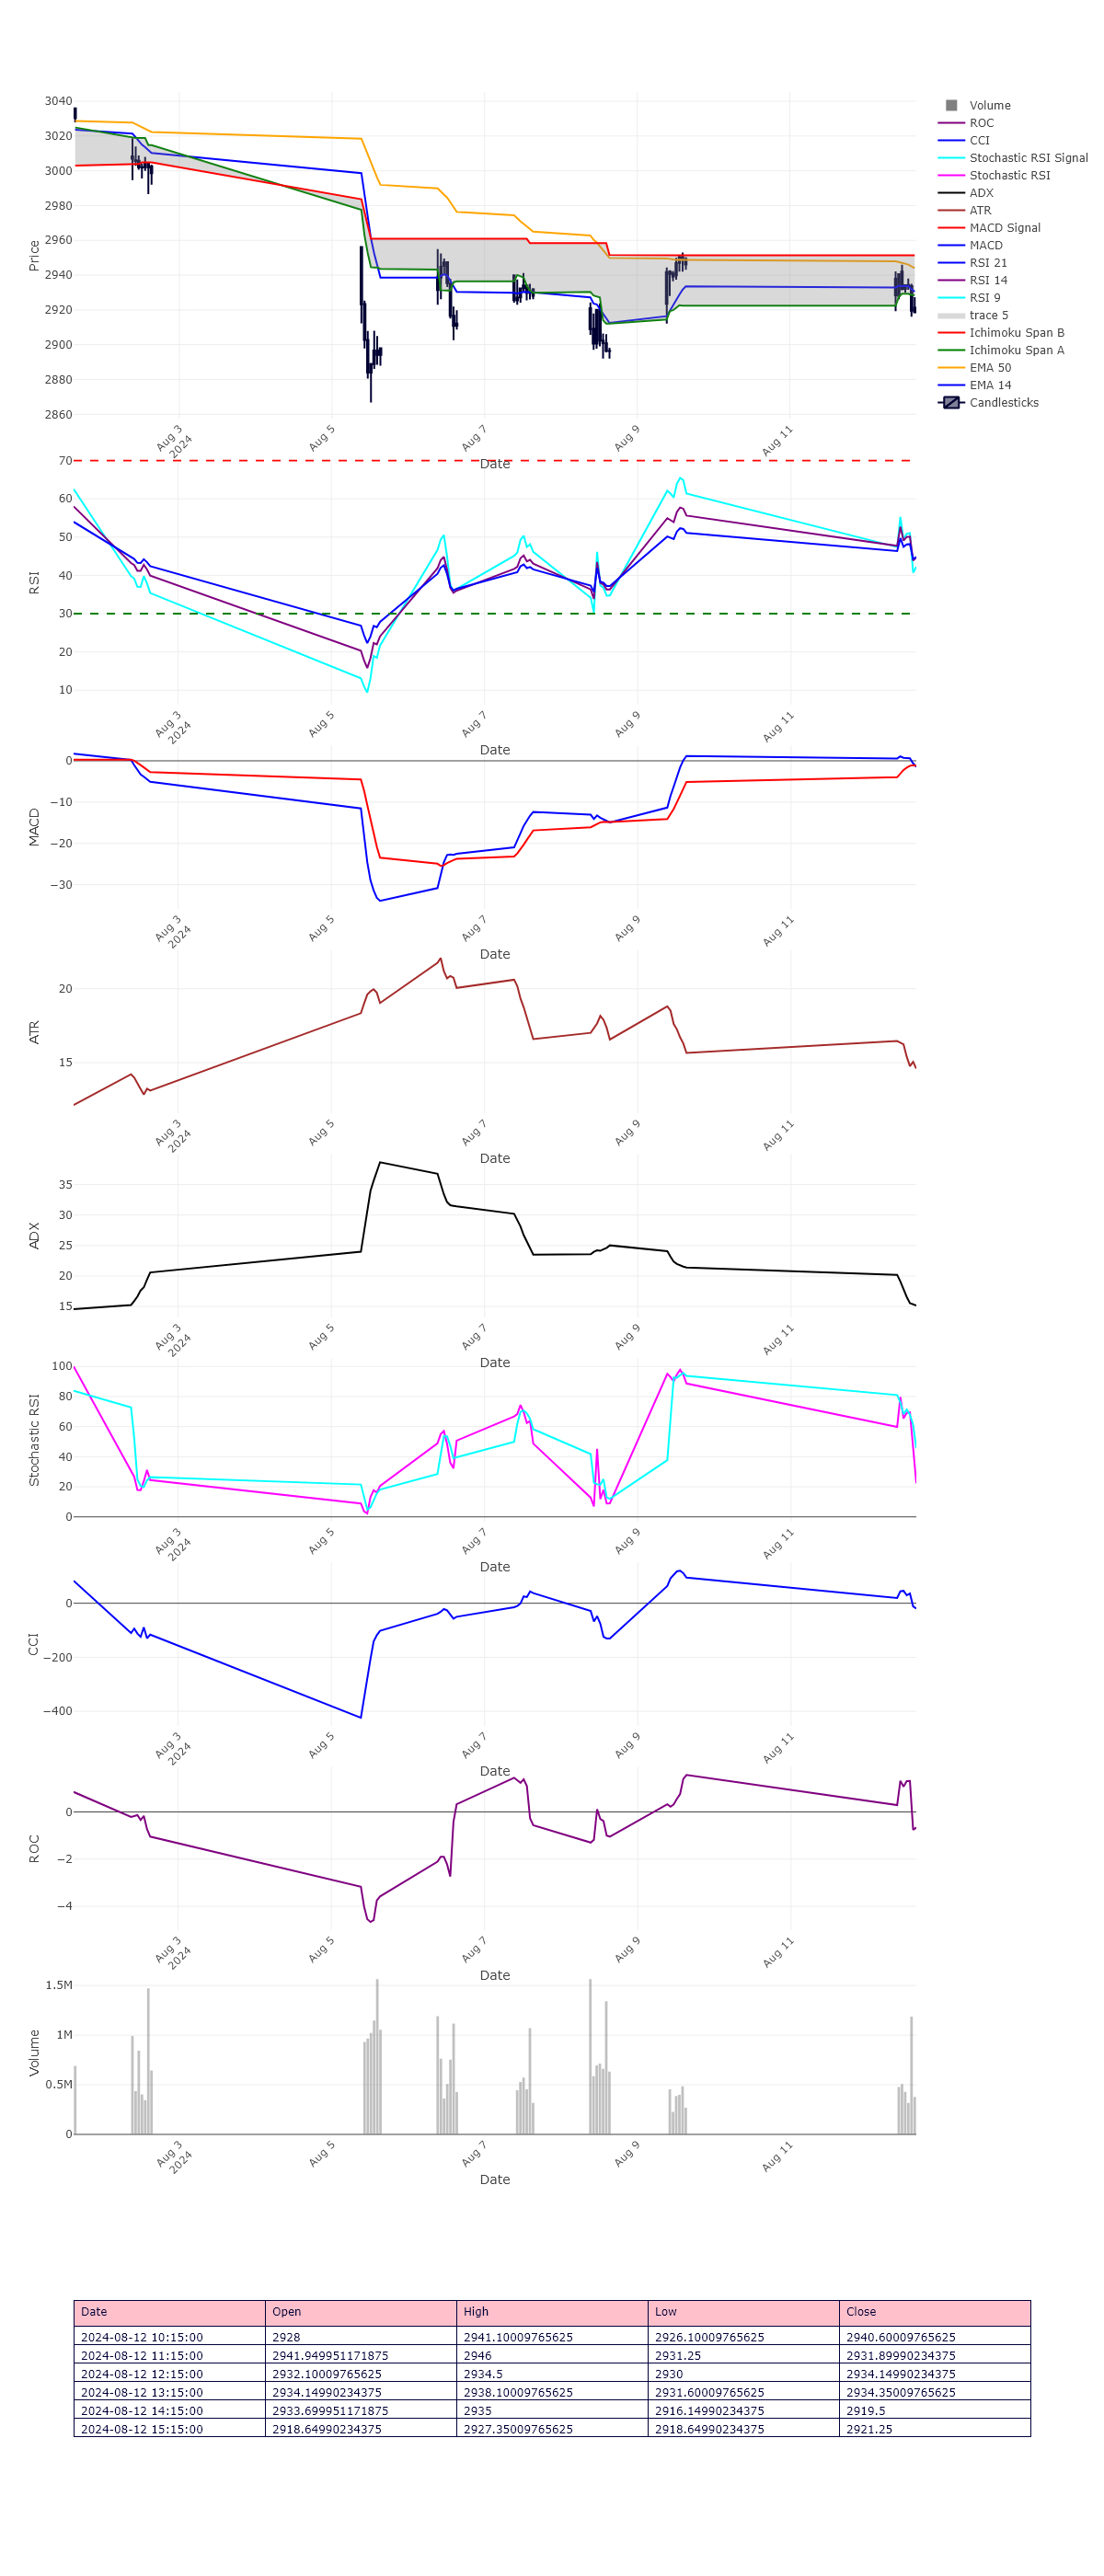 3040
3020
3000
2980
2960
2940
2920
2900
2880
2860
Price
Aug 3
2024
Aug 5
Aug 7
Aug 9
Aug 11
Date
Volume
ROC
CCI
Stochastic RSI Signal
Stochastic RSI
ADX
ATR
MACD Signal
MACD
RSI 21
RSI 14
RSI 9
trace 5
Ichimoku Span B
Ichimoku Span A
EMA 50
EMA 14
Candlesticks
70
60
50
40
30
20
10
RSI
Aug 3
2024
Aug 5
Aug 7
Aug 9
Aug 11
Date
0
−10
−20
−30
MACD
Aug 3
2024
Aug 5
Aug 7
Aug 9
Aug 11
Date
20
15
ATR
Aug 3
2024
Aug 5
Aug 7
Aug 9
Aug 11
Date
35
30
25
20
15
ADX
Aug 3
2024
Aug 5
Aug 7
Aug 9
Aug 11
Date
100
80
60
40
20
0
Stochastic RSI
Aug 3
2024
Aug 5
Aug 7
Aug 9
Aug 11
Date
0
−200
−400
CCI
Aug 3
2024
Aug 5
Aug 7
Aug 9
Aug 11
Date
0
−2
−4
ROC
Aug 3
2024
Aug 5
Aug 7
Aug 9
Aug 11
Date
1.5M
1M
0.5M
0
Volume
Aug 3
2024
Aug 5
Aug 7
Aug 9
Aug 11
Date
Date Open High Low Close
2024-08-12 10:15:00 2928 2941.10009765625 2926.10009765625 2940.60009765625
2024-08-12 11:15:00 2941.949951171875 2946 2931.25 2931.89990234375
2024-08-12 12:15:00 2932.10009765625 2934.5 2930 2934.14990234375
2024-08-12 13:15:00 2934.14990234375 2938.10009765625 2931.60009765625 2934.35009765625
2024-08-12 14:15:00 2933.699951171875 2935 2916.14990234375 2919.5
2024-08-12 15:15:00 2918.64990234375 2927.35009765625 2918.64990234375 2921.25